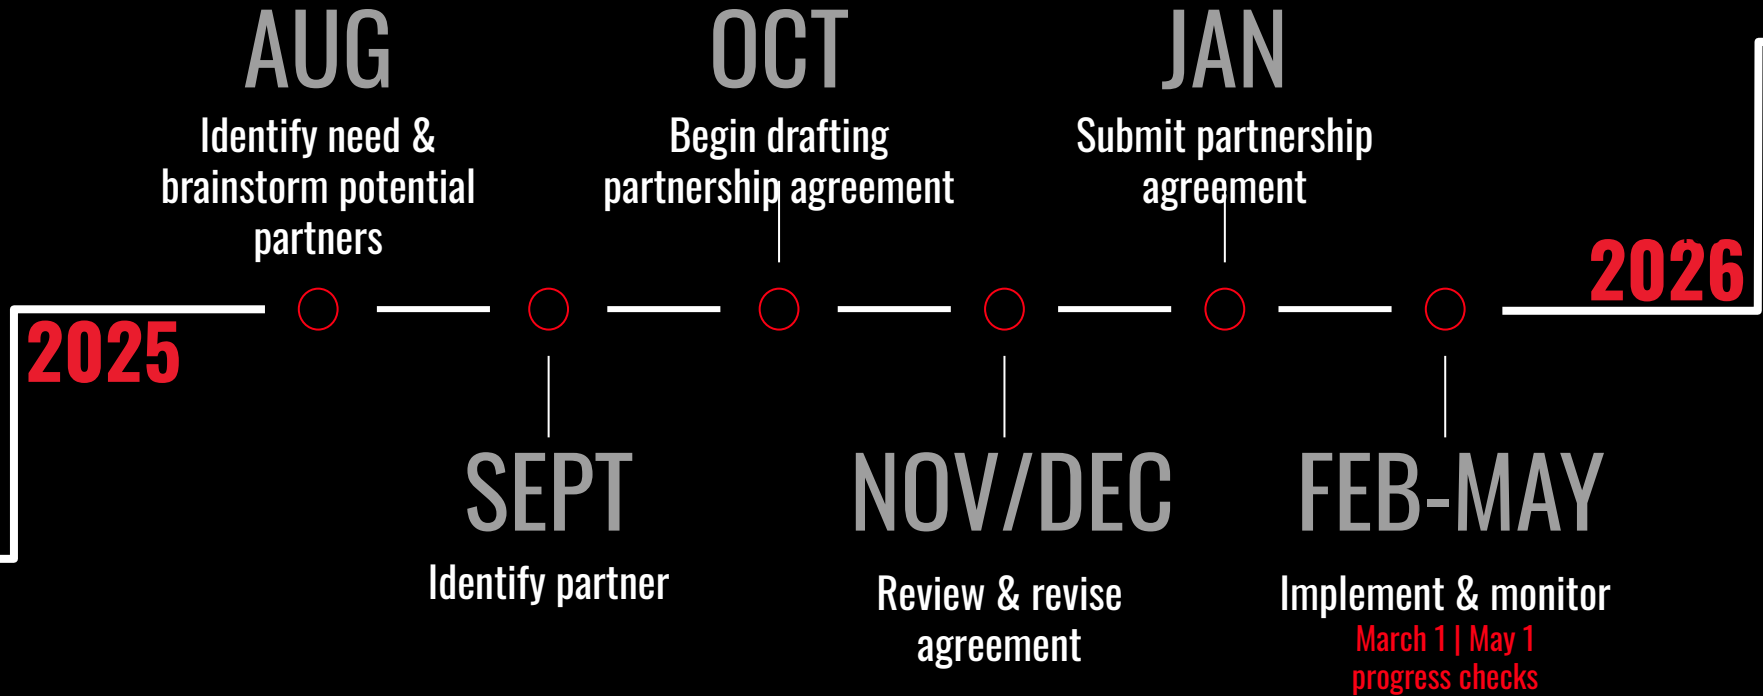 AUG
Identify need &
brainstorm potential
partners
OCT
Begin drafting
partnership agreement
JAN
Submit partnership
agreement
2025
2026
SEPT
Identify partner
NOV/DEC
Review & revise
agreement
FEB-MAY
Implement & monitor
March 1 | May 1
progress checks